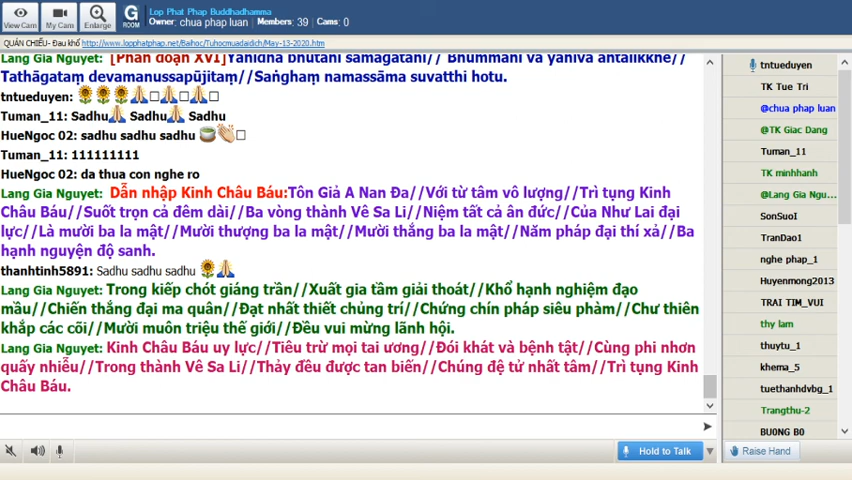 Lop Phat Phap Buddhadhamma
Owner: chua phap luan Members: 39 Cams: 0
View Cam
My Cam
Enlarge
G
ROOM
QUÁN CHIẾU- Đau khổ http://www.lophatphap.net/Baihoc/Tuhocmuadaidich/May-13-2020.htm
Lang Gia Nguyet: [Phân đoạn XVI]Yānīdha bhūtāni samāgatāni// Bhummāni vā yāniva antalikkhe//
Tathāgataṃ devamanussapūjitaṃ// Saṅghaṃ namassāma suvatthi hotu.
tntueduyen:
Tuman_11: Sadhu Sadhu Sadhu
HueNgoc 02: sadhu sadhu sadhu
Tuman_11: 111111111
HueNgoc 02: da thua con nghe ro
Lang Gia Nguyet: Dẫn nhập Kinh Châu Báu:Tôn Giả A Nan Đa//Với từ tâm vô lượng//Trì tụng Kinh
Châu Báu//Suốt trọn cả đêm dài//Ba vòng thành Vê Sa Li//Niệm tất cả ân đức//Của Như Lai đại
lực//Là mười ba la mật//Mười thượng ba la mật//Mười thắng ba la mật//Năm pháp đại thí xả//Ba
hạnh nguyện độ sanh.
thanhtinh5891: Sadhu sadhu sadhu
Lang Gia Nguyet: Trong kiếp chót giáng trần//Xuất gia tầm giải thoát//Khổ hạnh nghiệm đạo
mầu//Chiến thắng đại ma quân//Đạt nhất thiết chủng trí//Chứng chín pháp siêu phàm//Chư thiên
khắp các cõi//Mười muôn triệu thế giới//Đều vui mừng lãnh hội.
Lang Gia Nguyet: Kinh Châu Báu uy lực//Tiêu trừ mọi tai ương//Đói khát và bệnh tật//Cùng phi nhơn
quấy nhiễu//Trong thành Vê Sa Li//Thảy đều được tan biến//Chúng đệ tử nhất tâm//Trì tụng Kinh
Châu Báu.
Hold to Talk
tntueduyen
TK Tue Tri
@chua phap luan
@TK Giac Dang
Tuman_11
TK minhhanh
@Lang Gia Ngu...
SonSuoI
TranDao1
nghe phap_1
Huyenmong2013
TRAI TIM_VUI
thy lam
thuytu_1
khema_5
tuethanhdvbg_1
Trangthu-2
BU0NG B0
Raise Hand